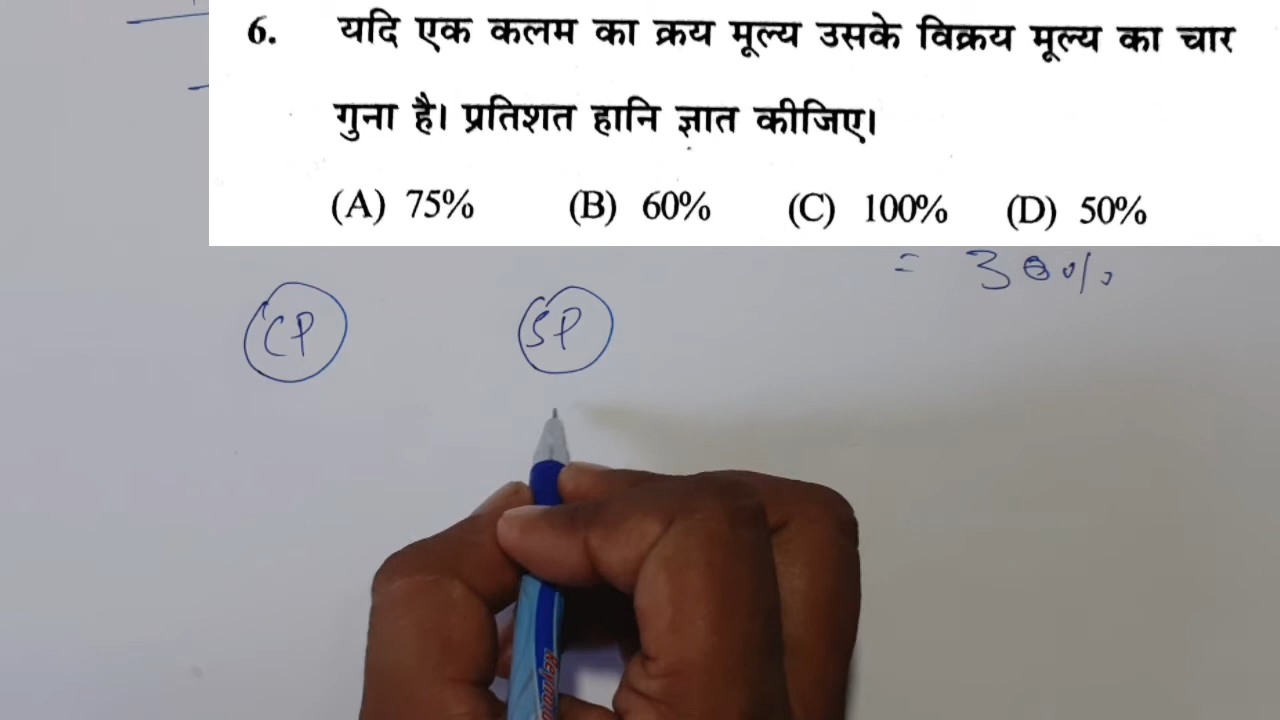 6. यदि एक कलम का क्रय मूल्य उसके विक्रय मूल्य का चार
गुना है। प्रतिशत हानि ज्ञात कीजिए।
(A) 75% (B) 60% (C) 100% (D) 50%
CP SP